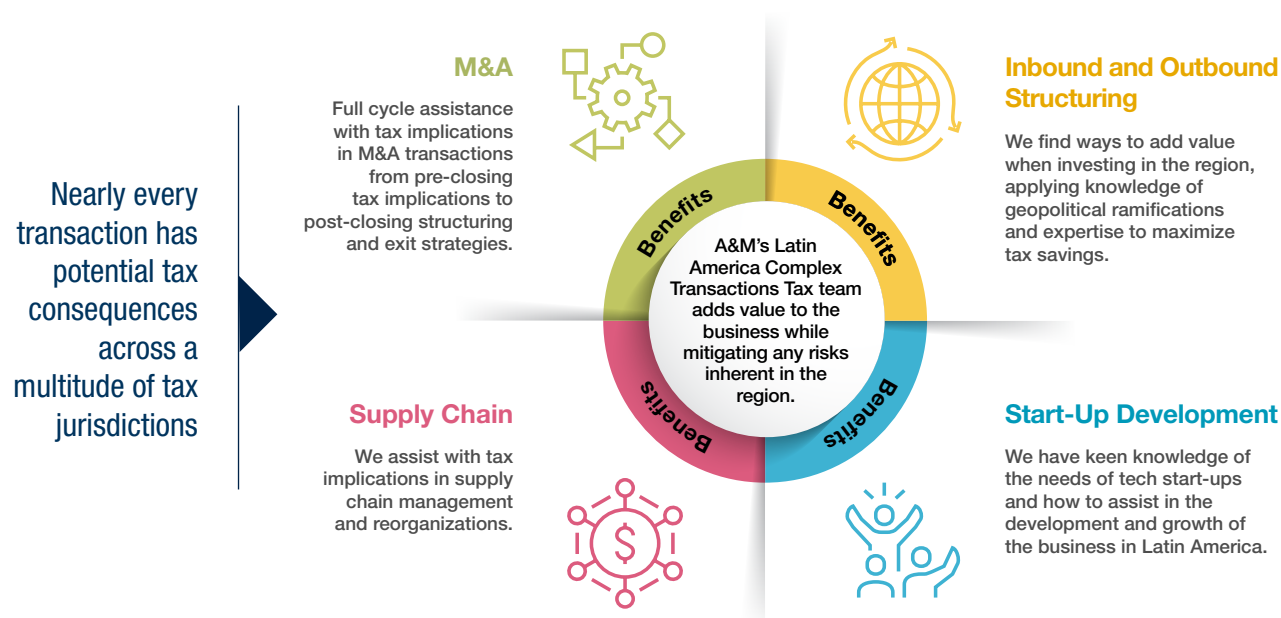 Nearly every
transaction has
potential tax
consequences
across a
multitude of tax
jurisdictions
M&A
Full cycle assistance
with tax implications
in M&A transactions
from pre-closing
tax implications to
post-closing structuring
and exit strategies.
Inbound and Outbound
Structuring
We find ways to add value
when investing in the region,
applying knowledge of
geopolitical ramifications
and expertise to maximize
tax savings.
Benefits
Benefits
A&M’s Latin
America Complex
Transactions Tax team
adds value to the
business while
mitigating any risks
inherent in the
region.
Benefits
Benefits
Supply Chain
We assist with tax
implications in supply
chain management
and reorganizations.
$
Start-Up Development
We have keen knowledge of
the needs of tech start-ups
and how to assist in the
development and growth of
the business in Latin America.